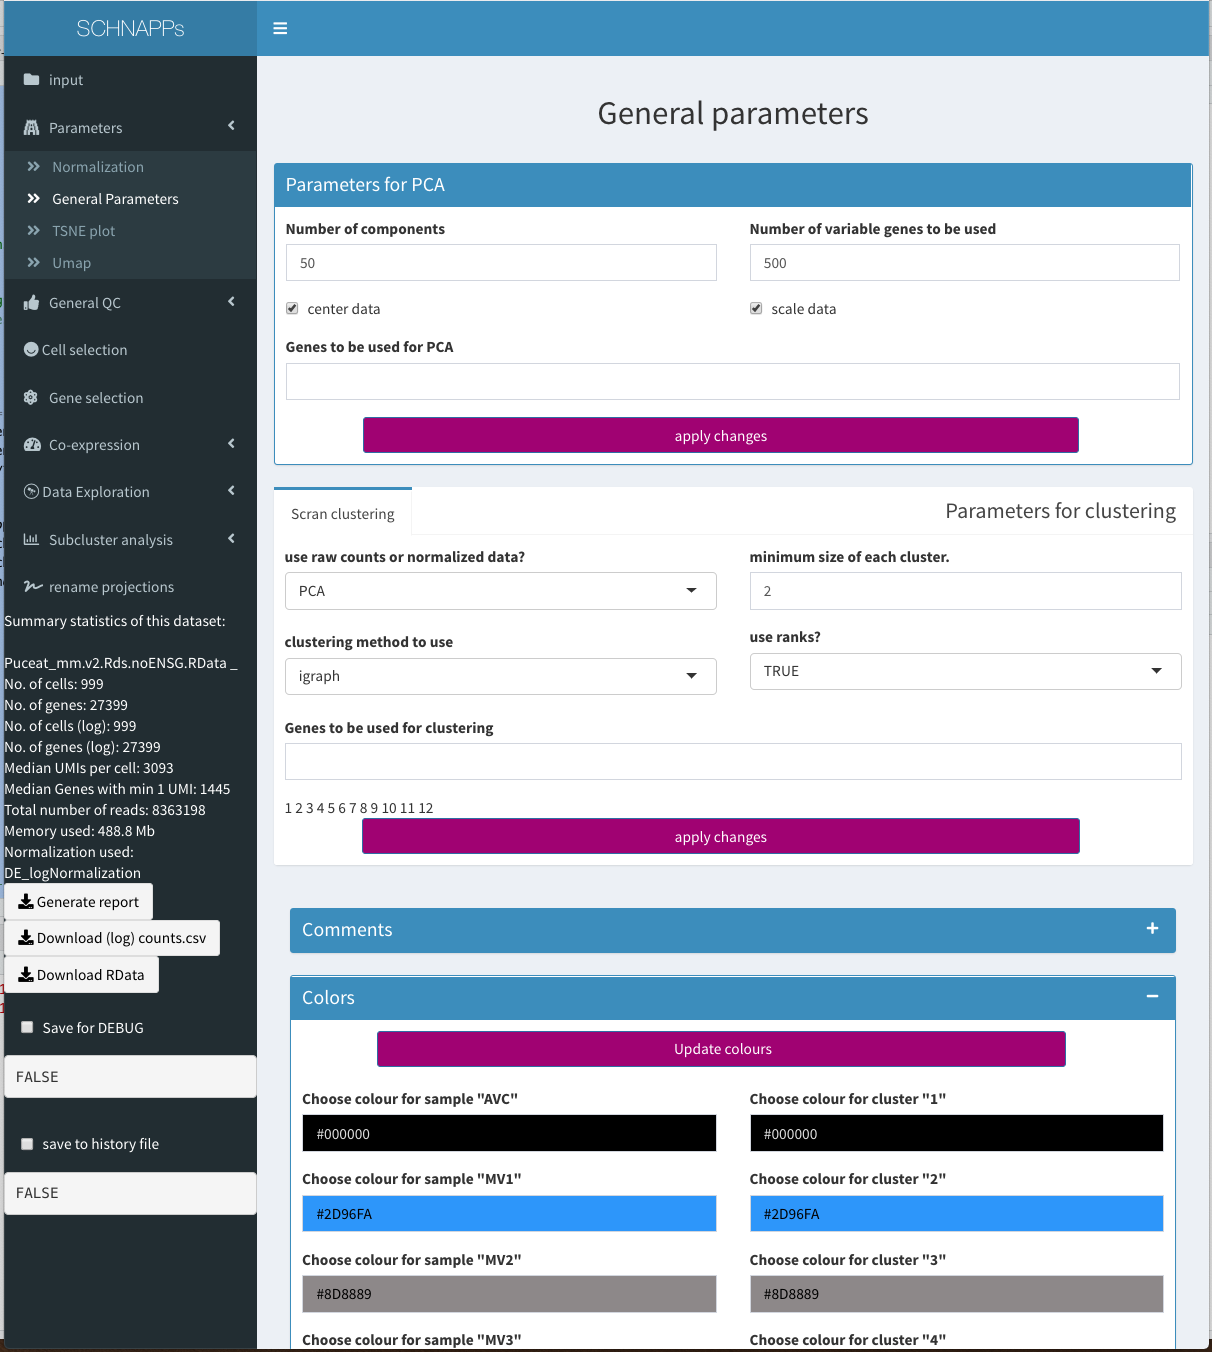 SCHNAPPs
input
Parameters
Normalization
General Parameters
TSNE plot
Umap
General QC
Cell selection
Gene selection
Co-expression
Data Exploration
Subcluster analysis
rename projections
Summary statistics of this dataset:
Puceat_mm.v2.Rds.noENSG.RData _
No. of cells: 999
No. of genes: 27399
No. of cells (log): 999
No. of genes (log): 27399
Median UMIs per cell: 3093
Median Genes with min 1 UMI: 1445
Total number of reads: 8363198
Memory used: 488.8 Mb
Normalization used:
DE_logNormalization
Generate report
Download (log) counts.csv
Download RData
Save for DEBUG
FALSE
save to history file
FALSE
General parameters
Parameters for PCA
Number of components
Number of variable genes to be used
50
500
center data
scale data
Genes to be used for PCA
apply changes
Scran clustering
Parameters for clustering
use raw counts or normalized data?
minimum size of each cluster.
PCA
2
clustering method to use
use ranks?
igraph
TRUE
Genes to be used for clustering
1 2 3 4 5 6 7 8 9 10 11 12
apply changes
Comments
Colors
Update colours
Choose colour for sample "AVC"
Choose colour for cluster "1"
#000000
#000000
Choose colour for sample "MV1"
Choose colour for cluster "2"
#2D96FA
#2D96FA
Choose colour for sample "MV2"
Choose colour for cluster "3"
#8D8889
#8D8889
Choose colour for sample "MV3"
Choose colour for cluster "4"